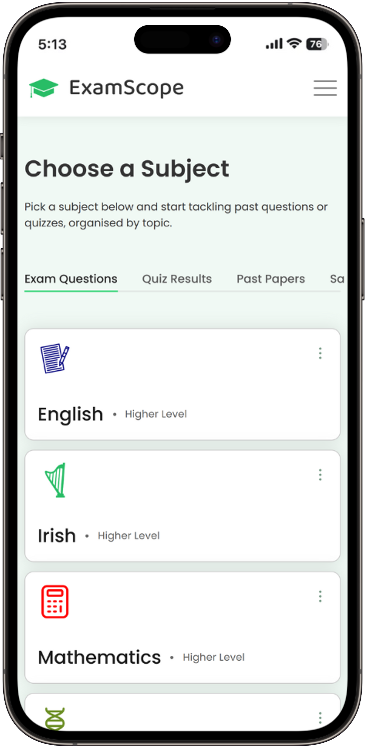 5:13
76
ExamScope
Choose a Subject
Pick a subject below and start tackling past questions or
quizzes, organised by topic.
Exam Questions Quiz Results Past Papers Sa
English • Higher Level
Irish • Higher Level
Mathematics • Higher Level